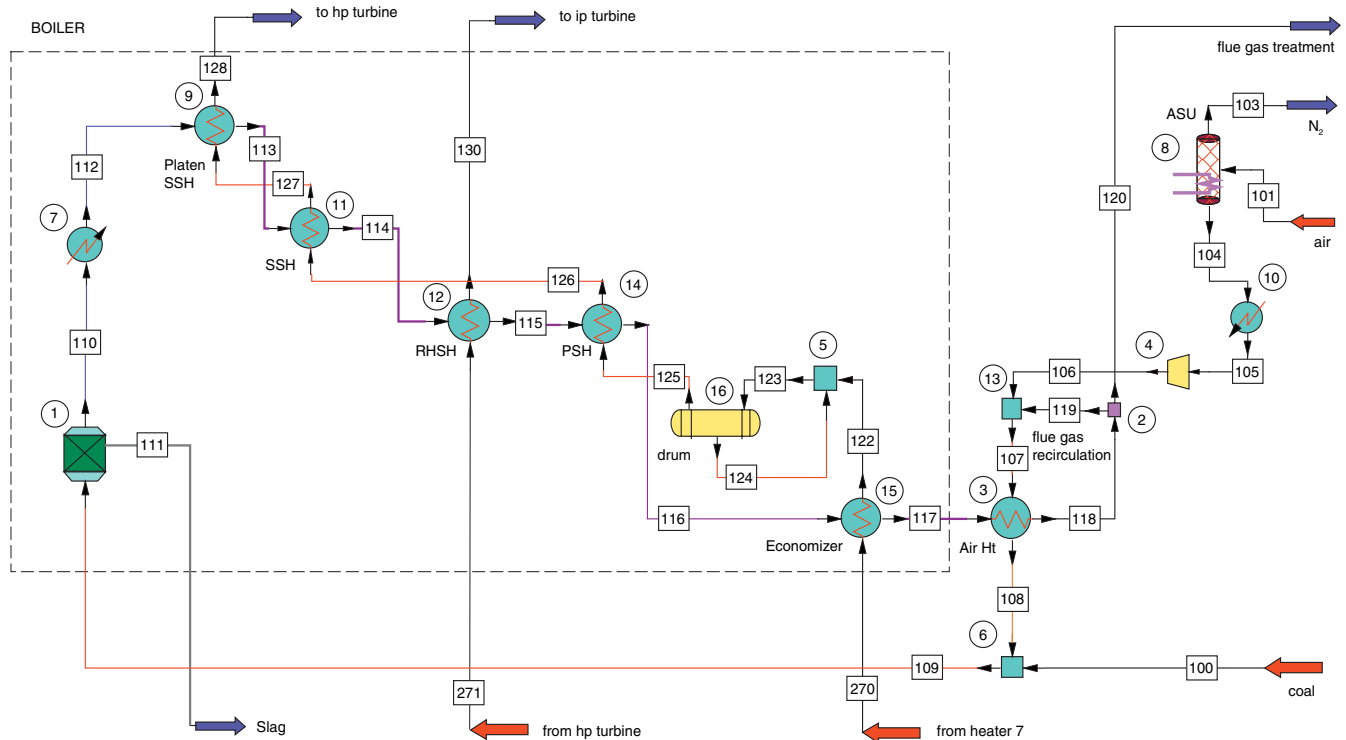 to hp turbine
to ip turbine
BOILER
flue gas treatment
128
9
ASU
103
N2
8
113
112
Platen
SSH
127
130
120
101
air
7
11
114
104
SSH
126
14
10
12
115
RHSH
PSH
110
5
4
106
105
125
123
13
16
119
2
1
111
122
flue gas
recirculation
drum
124
107
15
3
116
117
118
Economizer
Air Ht
108
6
109
100
coal
271
270
Slag
from hp turbine
from heater 7